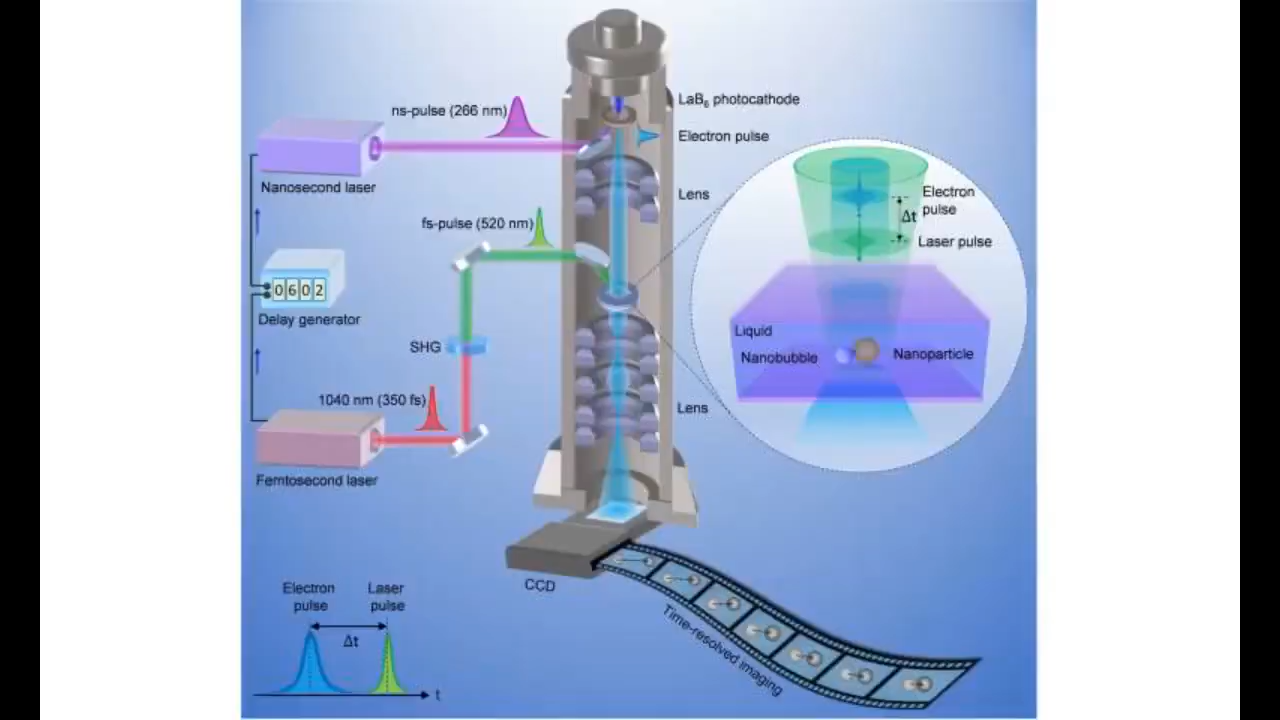 LaB₆ photocathode
ns-pulse (266 nm)
Electron pulse
Nanosecond laser
Lens
fs-pulse (520 nm)
Electron
pulse
Δt
Laser pulse
0602
Delay generator
Liquid
Nanobubble
Nanoparticle
SHG
1040 nm (350 fs)
Lens
Femtosecond laser
CCD
Electron
pulse
Laser
pulse
Δt
t
Time-resolved imaging